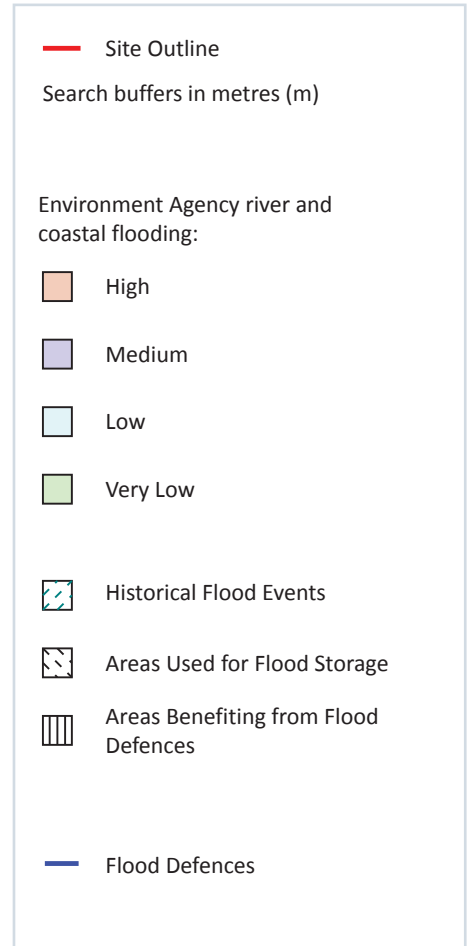 Site Outline
Search buffers in metres (m)
Environment Agency river and
coastal flooding:
High
Medium
Low
Very Low
Historical Flood Events
Areas Used for Flood Storage
Areas Benefiting from Flood
Defences
Flood Defences